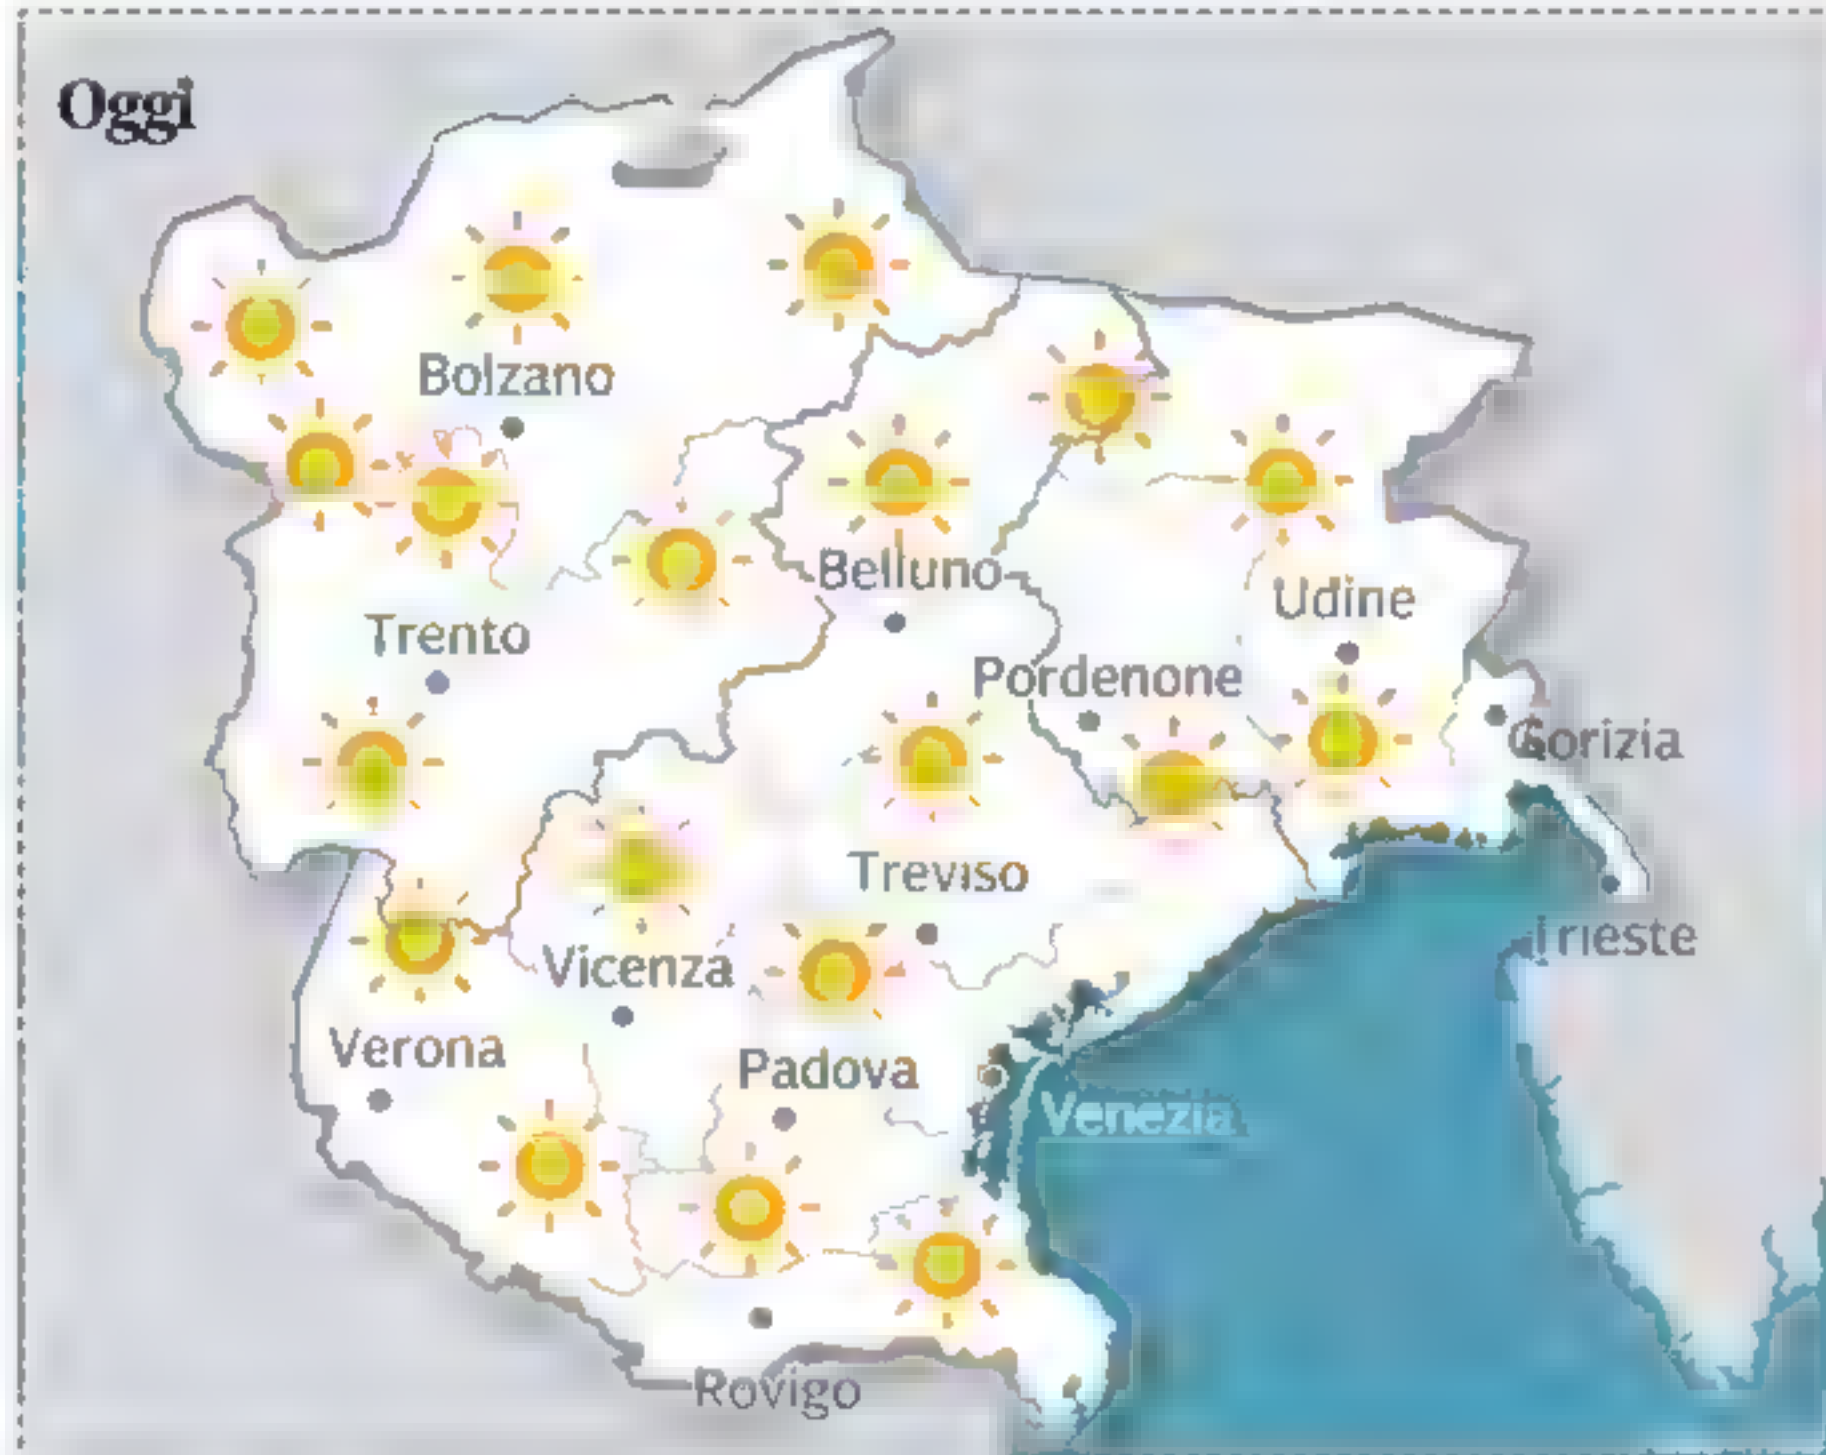 Oggi
Bolzano
Belluno
Udine
Trento
Pordenone
Gorizia
Treviso
Trieste
Vicenza
Verona
Padova
Venezia
Rovigo